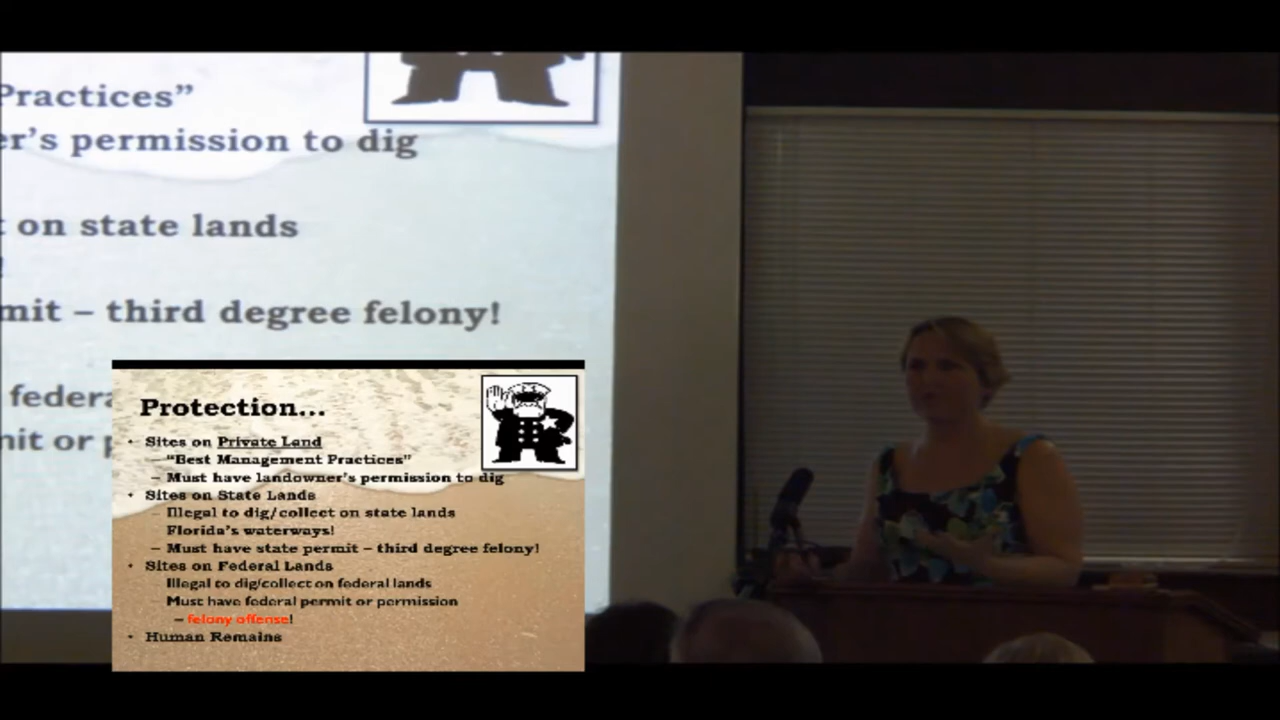 Practices”
er’s permission to dig
on state lands
!
mit – third degree felony!
federa
nit or p
Protection...
• Sites on Private Land
– “Best Management Practices”
– Must have landowner’s permission to dig
• Sites on State Lands
– Illegal to dig/collect on state lands
Florida’s waterways!
– Must have state permit – third degree felony!
• Sites on Federal Lands
Illegal to dig/collect on federal lands
Must have federal permit or permission
– felony offense!
• Human Remains